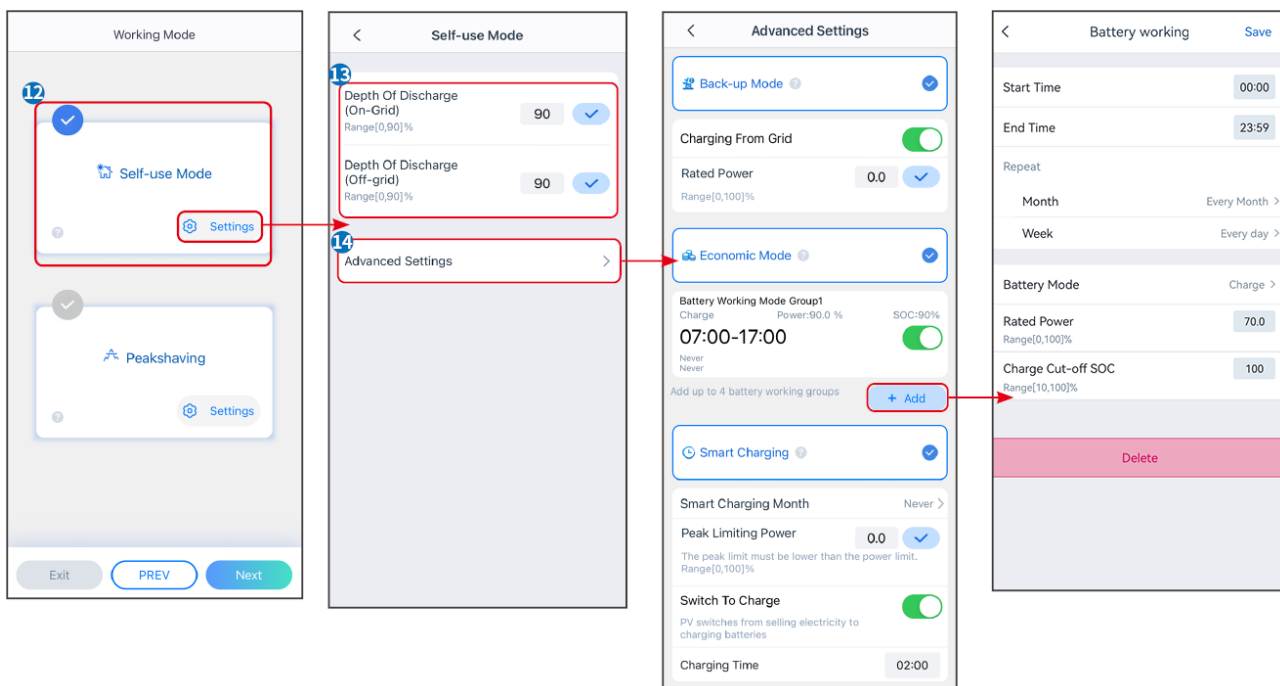 Working Mode
12
Self-use Mode
Settings
Peakshaving
Settings
Exit
PREV
Next
Self-use Mode
13
Depth Of Discharge
(On-Grid)
90
Range[0,90]%
Depth Of Discharge
(Off-grid)
90
Range[0,90]%
14
Advanced Settings
Advanced Settings
Back-up Mode ?
Charging From Grid
Rated Power
0.0
Range[0,100]%
Economic Mode ?
Battery Working Mode Group1
Charge Power:90.0 % SOC:90%
07:00-17:00
Never
Never
Add up to 4 battery working groups
+ Add
Smart Charging ?
Smart Charging Month Never
Peak Limiting Power
0.0
The peak limit must be lower than the power limit.
Range[0,100]%
Switch To Charge
PV switches from selling electricity to
charging batteries
Charging Time 02:00
Battery working Save
Start Time 00:00
End Time 23:59
Repeat
Month Every Month
Week Every day
Battery Mode Charge
Rated Power 70.0
Range[0,100]%
Charge Cut-off SOC 100
Range[10,100]%
Delete